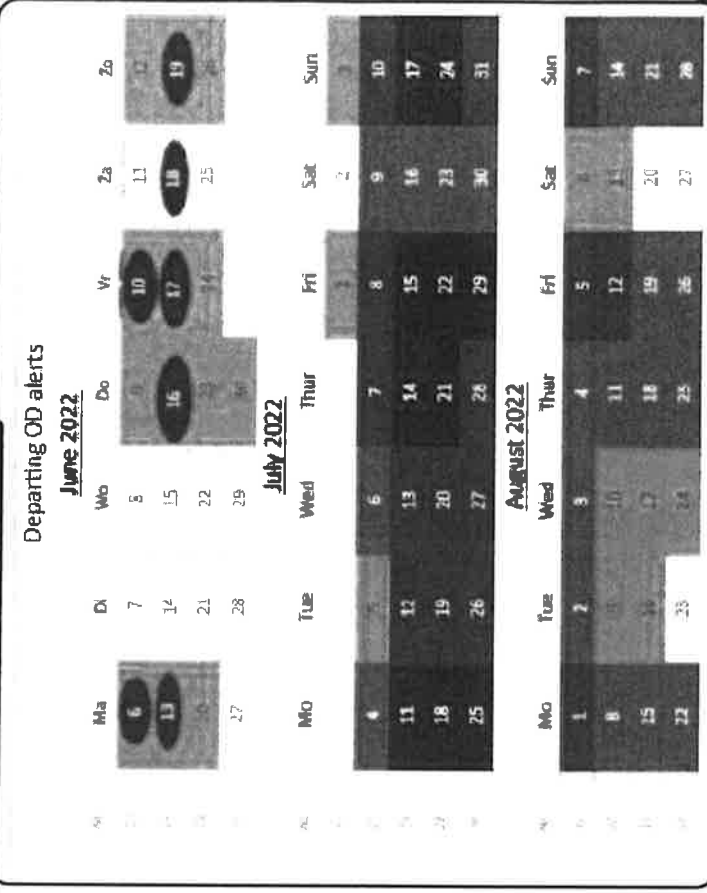 Departing OD alerts
June 2022
Ma Di Wo Do Vr Za Zo
6 7 8 9 10 11 12
13 14 15 16 17 18 19
21 22 25
27 28 29
July 2022
Mo Tue Wed Thur Fri Sat Sun
2
4 6 7 8 9 10
11 12 13 14 15 16 17
18 19 20 21 22 23 24
25 26 27 28 29 30 31
August 2022
Mo Tue Wed Thur Fri Sat Sun
1 2 3 4 5 6 7
8 10 11 12 14
15 17 18 19 20 21
22 23 24 25 26 27 28